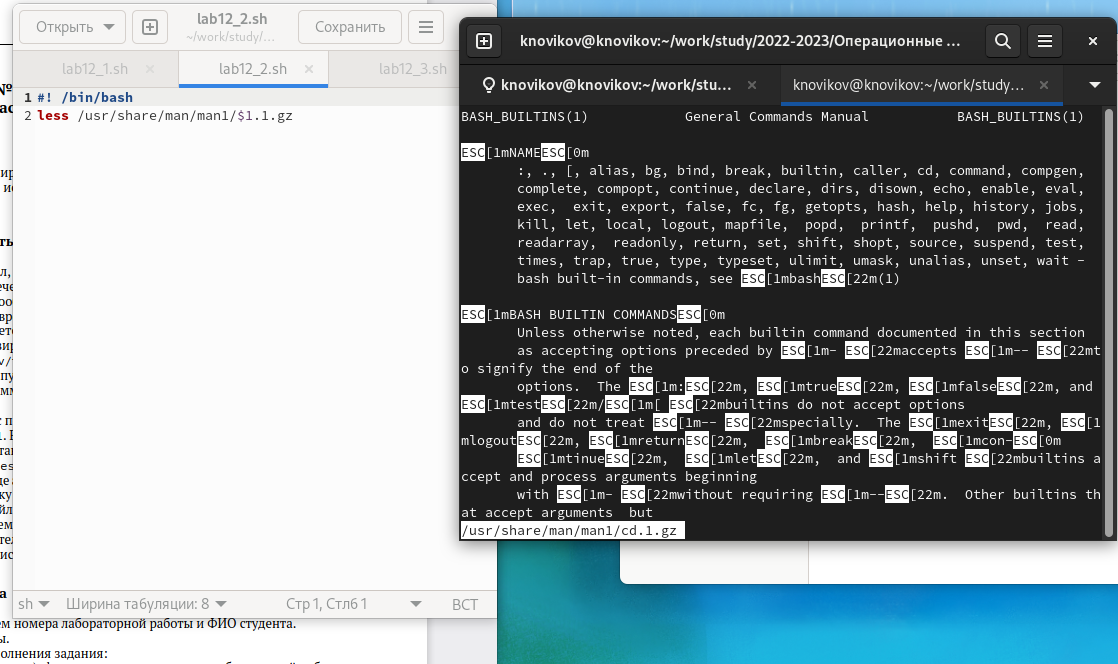 Открыть
lab12_2.sh
~/work/study/...
Сохранить
lab12_1.sh
lab12_2.sh
lab12_3.sh
1 #! /bin/bash
2 less /usr/share/man/man1/$1.1.gz
sh
Ширина табуляции: 8
Стр 1, Стлб 1
ВСТ
ем номера лабораторной работы и ФИО студента.
ы.
олнения задания:
knovikov@knovikov:~/work/study/2022-2023/Операционные ...
knovikov@knovikov:~/work/stu...
knovikov@knovikov:~/work/study...
BASH_BUILTINS(1) General Commands Manual BASH_BUILTINS(1)
ESC[1mNAMEESC[0m
:, ., [, alias, bg, bind, break, builtin, caller, cd, command, compgen,
complete, compopt, continue, declare, dirs, disown, echo, enable, eval,
exec, exit, export, false, fc, fg, getopts, hash, help, history, jobs,
kill, let, local, logout, mapfile, popd, printf, pushd, pwd, read,
readarray, readonly, return, set, shift, shopt, source, suspend, test,
times, trap, true, type, typeset, ulimit, umask, unalias, unset, wait -
bash built-in commands, see ESC[1mbashESC[22m(1)
ESC[1mBASH BUILTIN COMMANDSESC[0m
Unless otherwise noted, each builtin command documented in this section
as accepting options preceded by ESC[1m- ESC[22maccepts ESC[1m-- ESC[22mt
o signify the end of the
options. The ESC[1m:ESC[22m, ESC[1mtrueESC[22m, ESC[1mfalseESC[22m, and
ESC[1mtestESC[22m/ESC[1m[ ESC[22mbuiltins do not accept options
and do not treat ESC[1m-- ESC[22mspecially. The ESC[1mexitESC[22m, ESC[1
mlogoutESC[22m, ESC[1mreturnESC[22m, ESC[1mbreakESC[22m, ESC[1mcon-ESC[0m
ESC[1mtinueESC[22m, ESC[1mletESC[22m, and ESC[1mshift ESC[22mbuiltins a
ccept and process arguments beginning
with ESC[1m- ESC[22mwithout requiring ESC[1m--ESC[22m. Other builtins th
at accept arguments but
/usr/share/man/man1/cd.1.gz